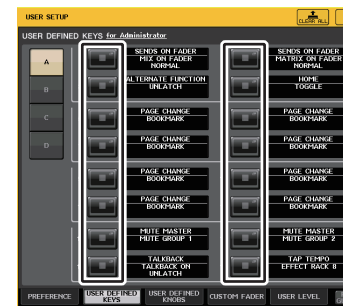 USER SETUP
CLEAR ALL
USER DEFINED KEYS for Administrator
A
B
C
D
SENDS ON FADER
MIX ON FADER
NORMAL
ALTERNATE FUNCTION
UNLATCH
PAGE CHANGE
BOOKMARK
PAGE CHANGE
BOOKMARK
PAGE CHANGE
BOOKMARK
PAGE CHANGE
BOOKMARK
MUTE MASTER
MUTE GROUP 1
TALKBACK
TALKBACK ON
UNLATCH
SENDS ON FADER
MATRIX ON FADER
NORMAL
HOME
TOGGLE
PAGE CHANGE
BOOKMARK
PAGE CHANGE
BOOKMARK
PAGE CHANGE
BOOKMARK
PAGE CHANGE
BOOKMARK
MUTE MASTER
MUTE GROUP 2
TAP TEMPO
EFFECT RACK 8
PREFERENCE
USER DEFINED
KEYS
USER DEFINED
KNOBS
CUSTOM FADER
USER LEVEL